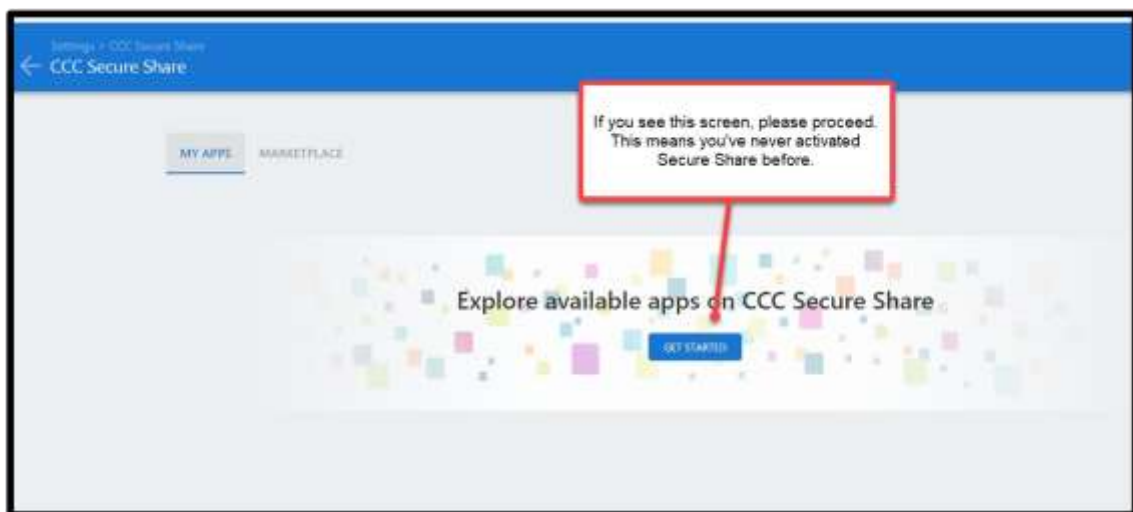 Settings > CCC Secure Share
CCC Secure Share
If you see this screen, please proceed.
This means you've never activated
Secure Share before.
MY APPS MARKETPLACE
Explore available apps on CCC Secure Share
GET STARTED